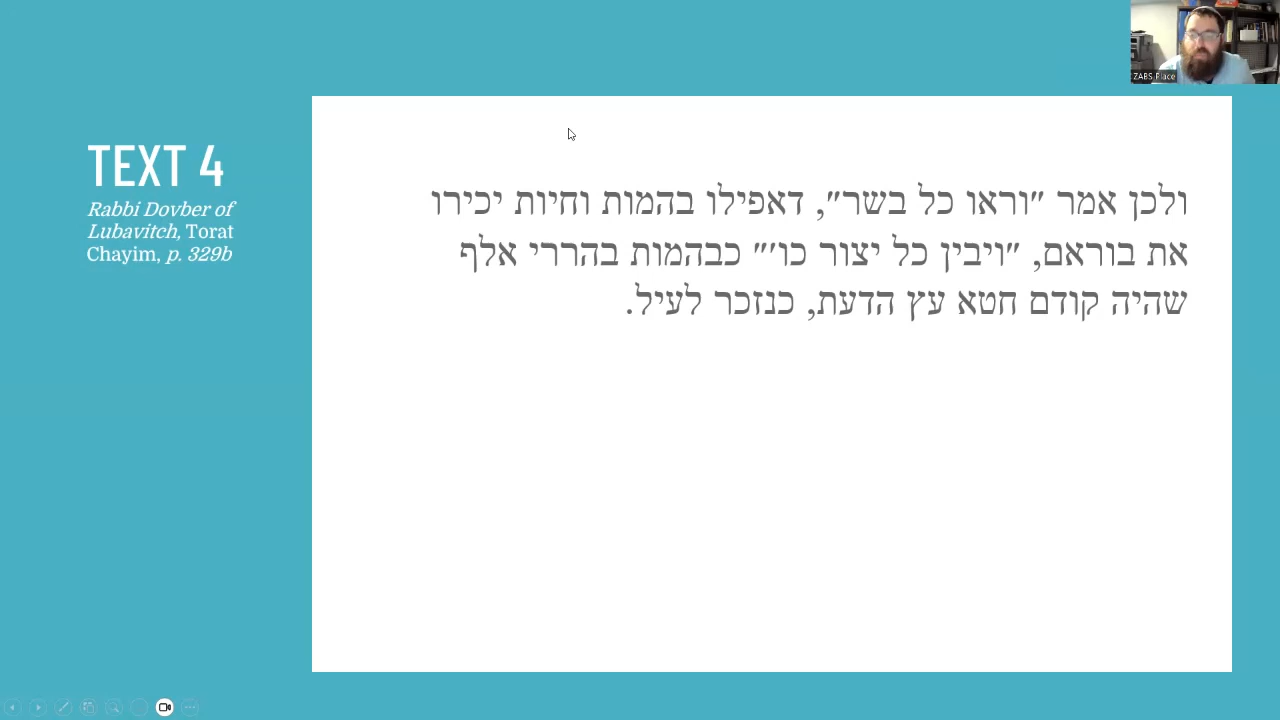 ZABS Place
TEXT 4
Rabbi Dovber of
Lubavitch, Torat
Chayim, p. 329b
ולכן אמר "וראו כל בשר", דאפילו בהמות וחיות יכירו
את בוראם, "ויבין כל יצור כו'" כבהמות בהררי אלף
שהיה קודם חטא עץ הדעת, כנזכר לעיל.